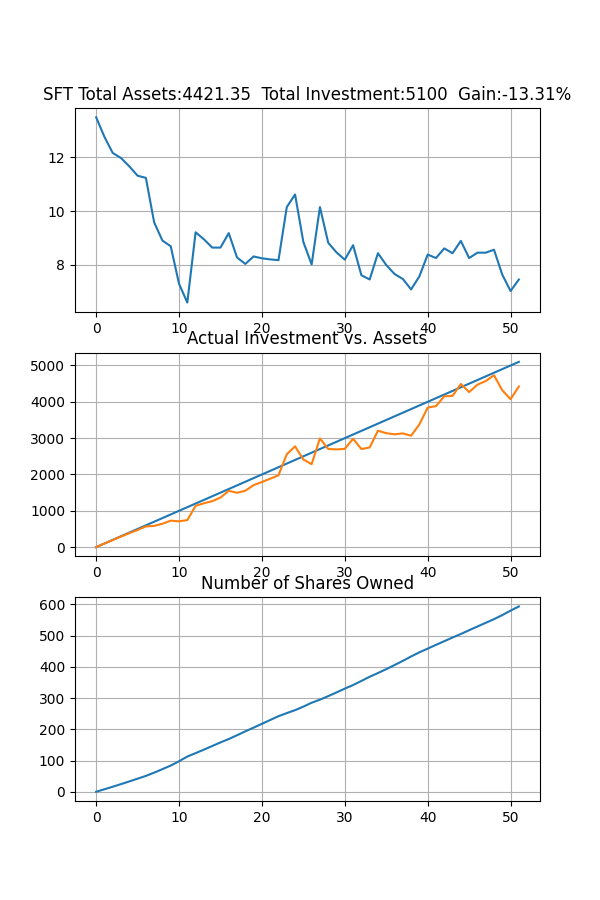 SFT Total Assets:4421.35  Total Investment:5100  Gain:-13.31%
12
10
8
0 10 20 30 40 50
Actual Investment vs. Assets
5000
4000
3000
2000
1000
0
0 10 20 30 40 50
Number of Shares Owned
600
500
400
300
200
100
0
0 10 20 30 40 50